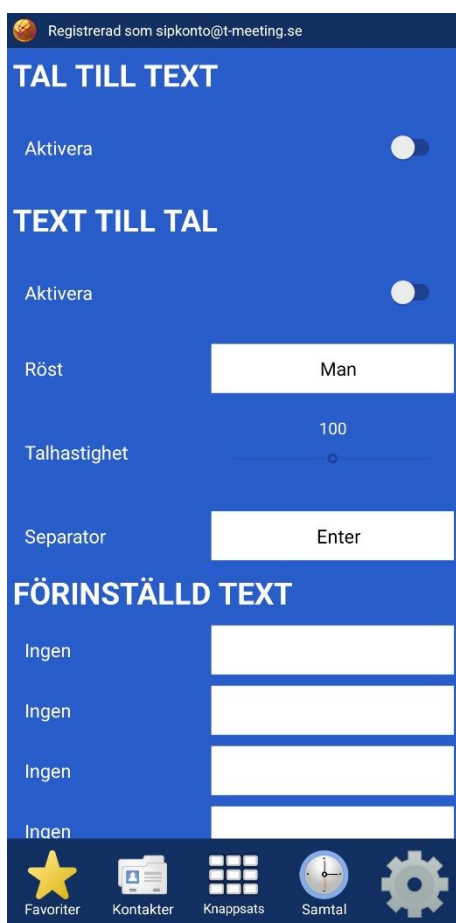 Registrerad som sipkonto@t-meeting.se
TAL TILL TEXT
Aktivera
TEXT TILL TAL
Aktivera
Röst Man
100
Talhastighet
Separator Enter
FÖRINSTÄLLD TEXT
Ingen
Ingen
Ingen
Ingen
Favoriter Kontakter Knappsats Samtal